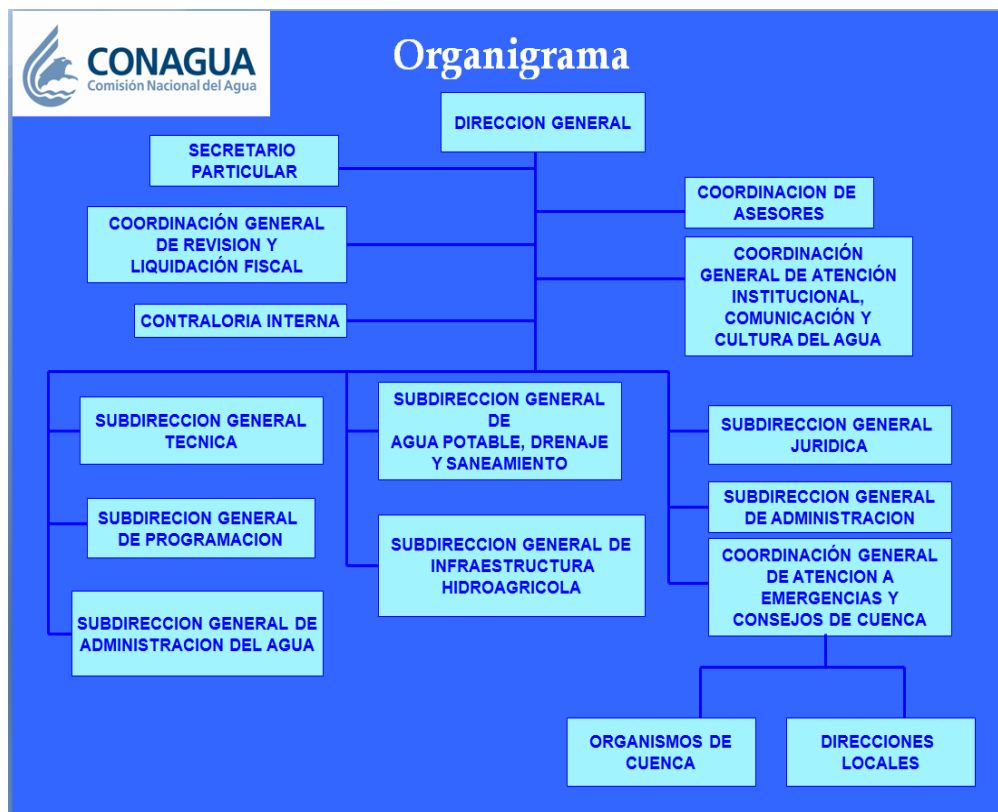 CONAGUA
Comisión Nacional del Agua
Organigrama
DIRECCION GENERAL
SECRETARIO
PARTICULAR
COORDINACION DE
ASESORES
COORDINACIÓN GENERAL
DE REVISION Y
LIQUIDACIÓN FISCAL
COORDINACIÓN
GENERAL DE ATENCIÓN
INSTITUCIONAL,
COMUNICACIÓN Y
CULTURA DEL AGUA
CONTRALORIA INTERNA
SUBDIRECCION GENERAL
TECNICA
SUBDIRECION GENERAL
DE PROGRAMACION
SUBDIRECCION GENERAL DE
ADMINISTRACION DEL AGUA
SUBDIRECCION GENERAL
DE
AGUA POTABLE, DRENAJE
Y SANEAMIENTO
SUBDIRECCION GENERAL DE
INFRAESTRUCTURA
HIDROAGRICOLA
SUBDIRECCION GENERAL
JURIDICA
SUBDIRECCION GENERAL
DE ADMINISTRACION
COORDINACIÓN GENERAL
DE ATENCION A
EMERGENCIAS Y
CONSEJOS DE CUENCA
ORGANISMOS DE
CUENCA
DIRECCIONES
LOCALES